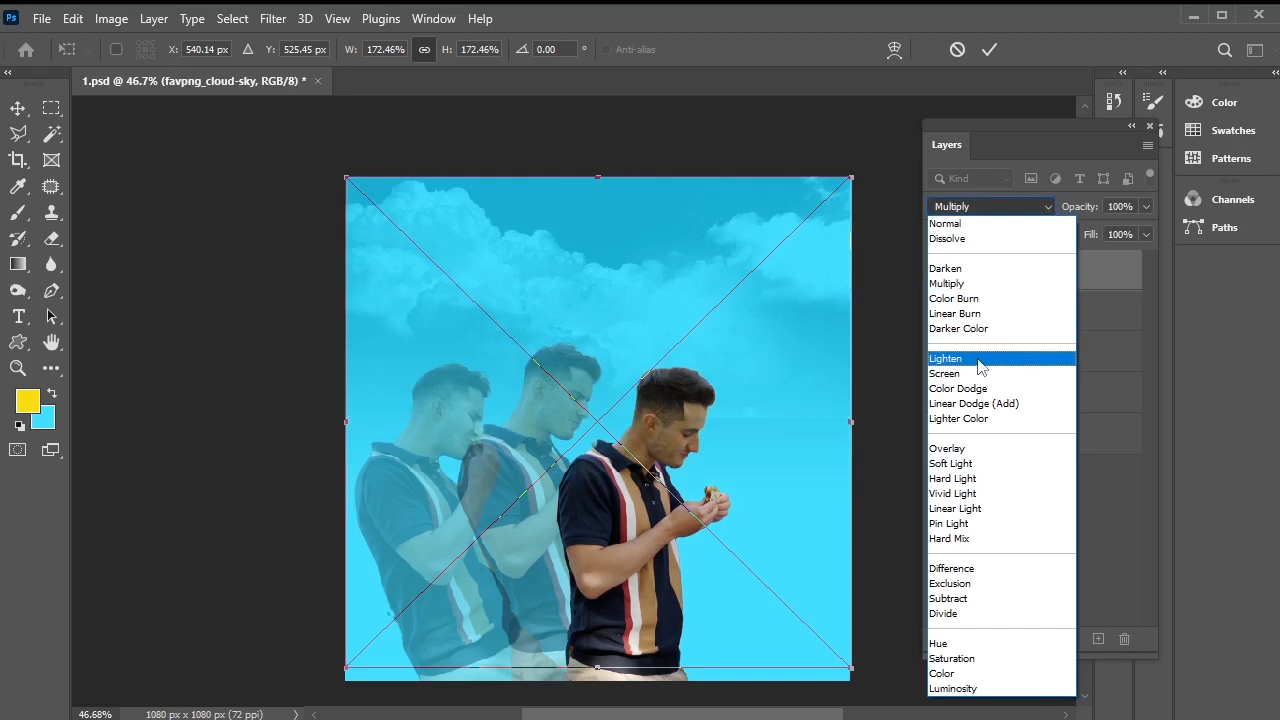 Ps File Edit Image Layer Type Select Filter 3D View Plugins Window Help
X: 540.14 px Y: 525.45 px W: 172.46% H: 172.46% 0.00 ° Anti-alias
1.psd @ 46.7% (favpng_cloud-sky, RGB/8) *
Layers
Kind
Multiply Opacity: 100%
Fill: 100%
Normal
Dissolve
Darken
Multiply
Color Burn
Linear Burn
Darker Color
Lighten
Screen
Color Dodge
Linear Dodge (Add)
Lighter Color
Overlay
Soft Light
Hard Light
Vivid Light
Linear Light
Pin Light
Hard Mix
Difference
Exclusion
Subtract
Divide
Hue
Saturation
Color
Luminosity
Color
Swatches
Patterns
Channels
Paths
46.68% 1080 px x 1080 px (72 ppi)